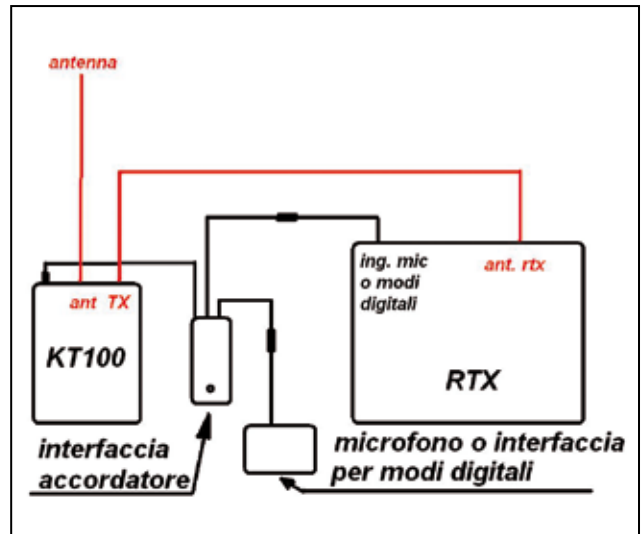 antenna
ing. mic
o modi
digitali
ant. rtx
ant TX
KT100
RTX
interfaccia
accordatore
microfono o interfaccia
per modi digitali